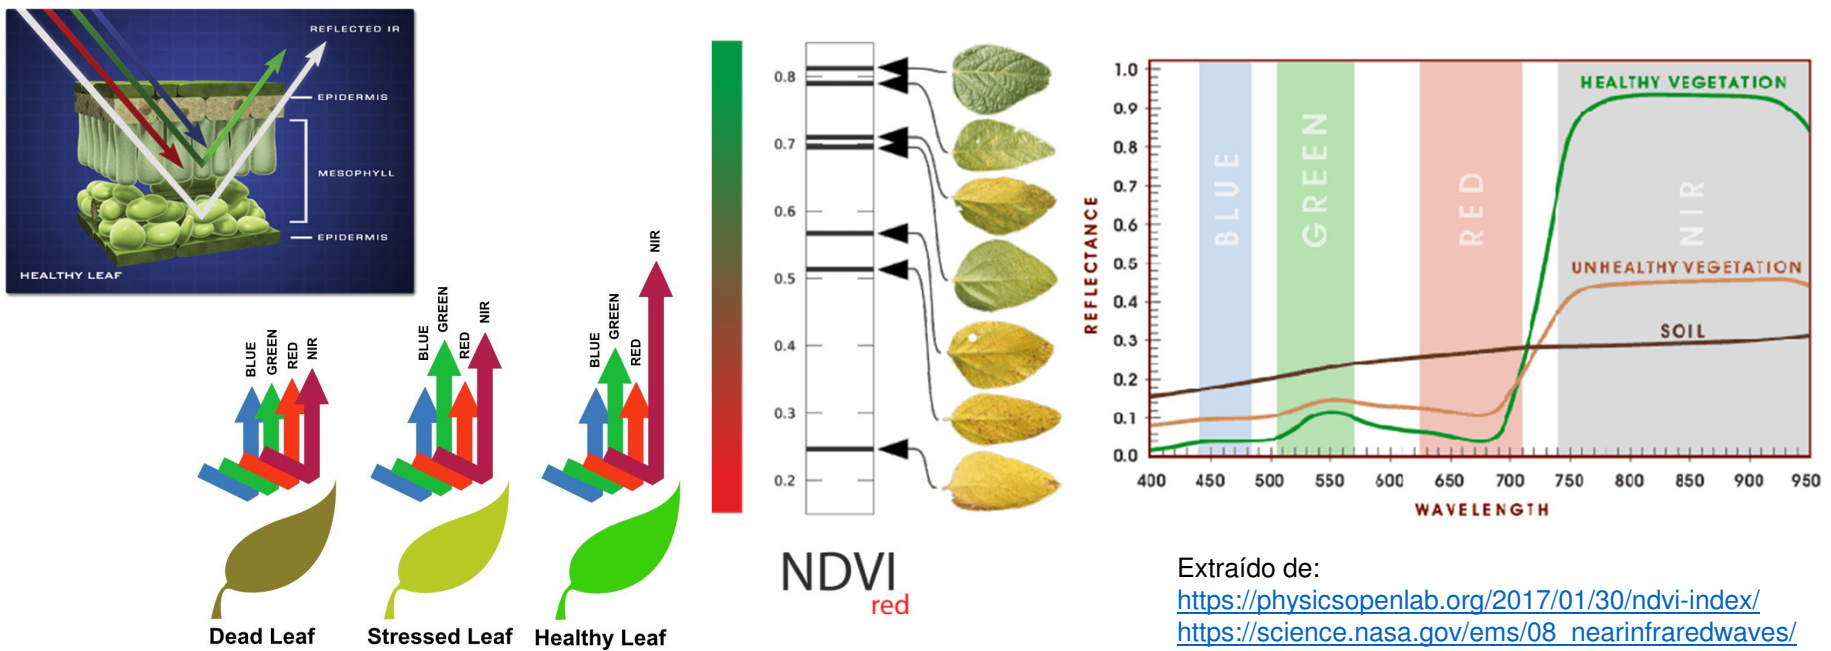 REFLECTED IR
EPIDERMIS
MESOPHYLL
EPIDERMIS
HEALTHY LEAF
BLUE
GREEN
RED
NIR
BLUE
GREEN
RED
NIR
BLUE
GREEN
RED
NIR
Dead Leaf
Stressed Leaf
Healthy Leaf
0.8
0.7
0.6
0.5
0.4
0.3
0.2
NDVI
red
REFLECTANCE
1.0
0.9
0.8
0.7
0.6
0.5
0.4
0.3
0.2
0.1
0.0
BLUE
GREEN
RED
NIR
HEALTHY VEGETATION
UNHEALTHY VEGETATION
SOIL
400 450 500 550 600 650 700 750 800 850 900 950
WAVELENGTH
Extraído de:
https://physicsopenlab.org/2017/01/30/ndvi-index/
https://science.nasa.gov/ems/08_nearinfraredwaves/